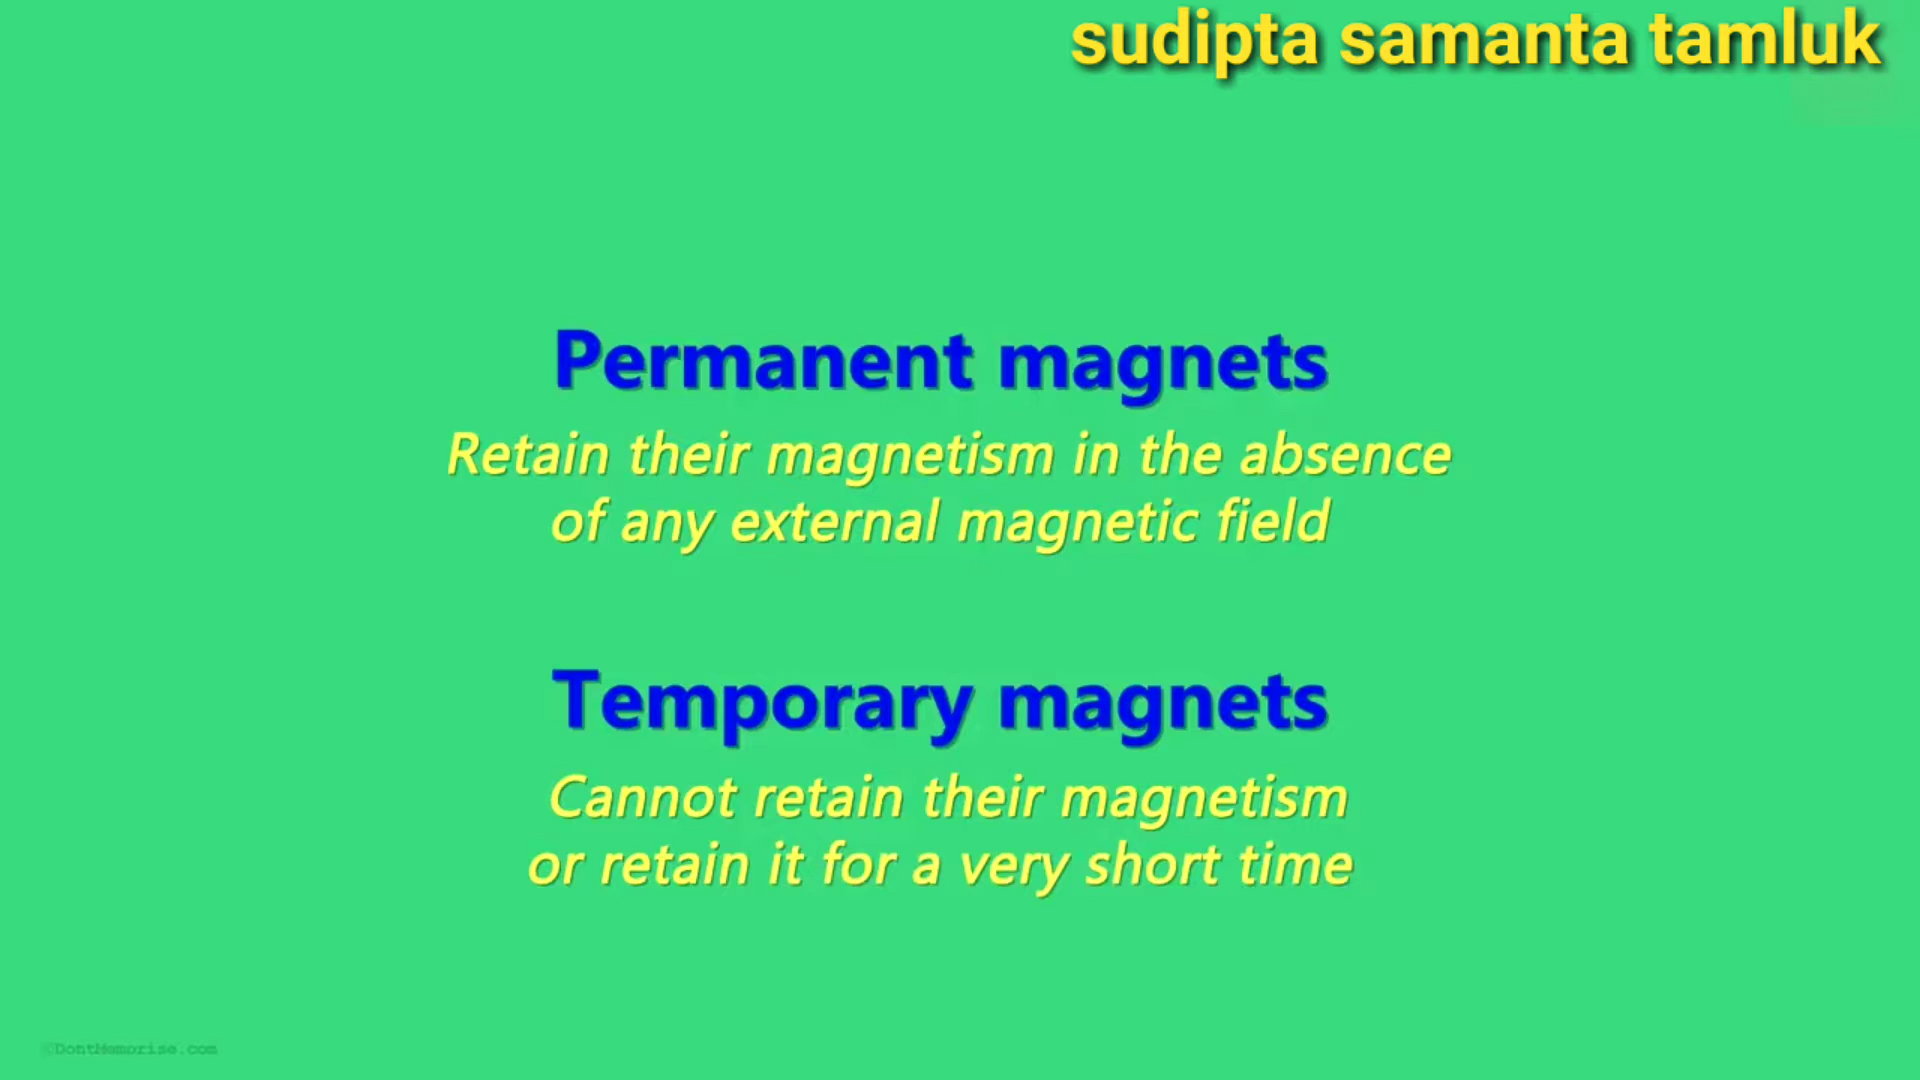 sudipta samanta tamluk
Permanent magnets
Retain their magnetism in the absence
of any external magnetic field
Temporary magnets
Cannot retain their magnetism
or retain it for a very short time
©DontMemorise.com